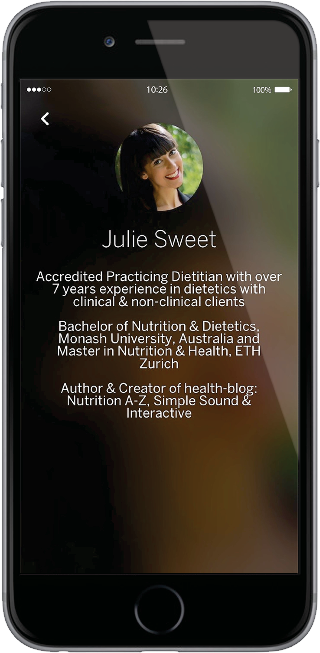 10:26
100%
Julie Sweet
Accredited Practicing Dietitian with over
7 years experience in dietetics with
clinical & non-clinical clients
Bachelor of Nutrition & Dietetics,
Monash University, Australia and
Master in Nutrition & Health, ETH
Zurich
Author & Creator of health-blog;
Nutrition A-Z, Simple Sound &
Interactive